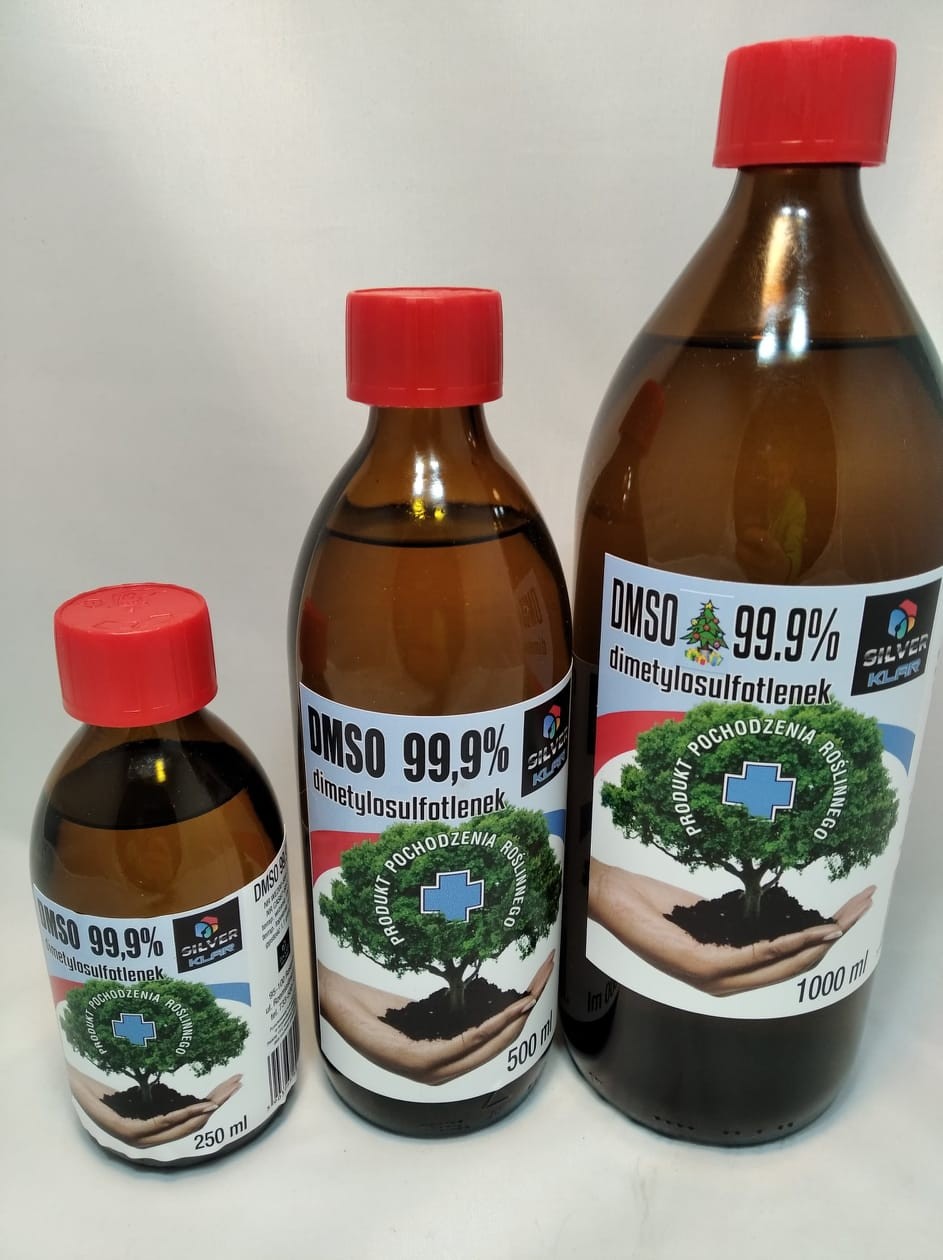 DMSO 99,9%
dimetylosulfotlenek
SILVER
KLAR
PRODUKT POCHODZENIA ROŚLINNEGO
250 ml
DMSO
DMSO 99,9%
dimetylosulfotlenek
SILVER
KLAR
PRODUKT POCHODZENIA ROŚLINNEGO
500 ml
DMSO 99.9%
dimetylosulfotlenek
SILVER
KLAR
PRODUKT POCHODZENIA ROŚLINNEGO
1000 ml